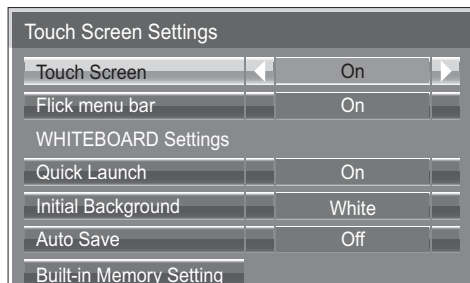 Touch Screen Settings
Touch Screen On
Flick menu bar On
WHITEBOARD Settings
Quick Launch On
Initial Background White
Auto Save Off
Built-in Memory Setting